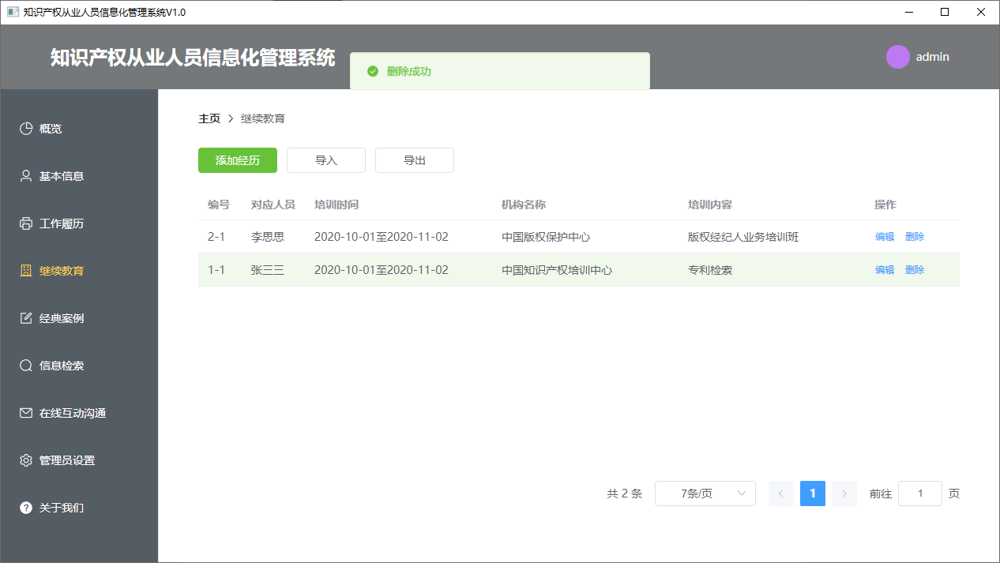 知识产权从业人员信息化管理系统V1.0
知识产权从业人员信息化管理系统
删除成功
admin
概览
基本信息
工作履历
继续教育
经典案例
信息检索
在线互动沟通
管理员设置
关于我们
主页 > 继续教育
添加经历 导入 导出
编号 对应人员 培训时间 机构名称 培训内容 操作
2-1 李思思 2020-10-01至2020-11-02 中国版权保护中心 版权经纪人业务培训班 编辑 删除
1-1 张三三 2020-10-01至2020-11-02 中国知识产权培训中心 专利检索 编辑 删除
共 2 条 7条/页 < 1 > 前往 1 页